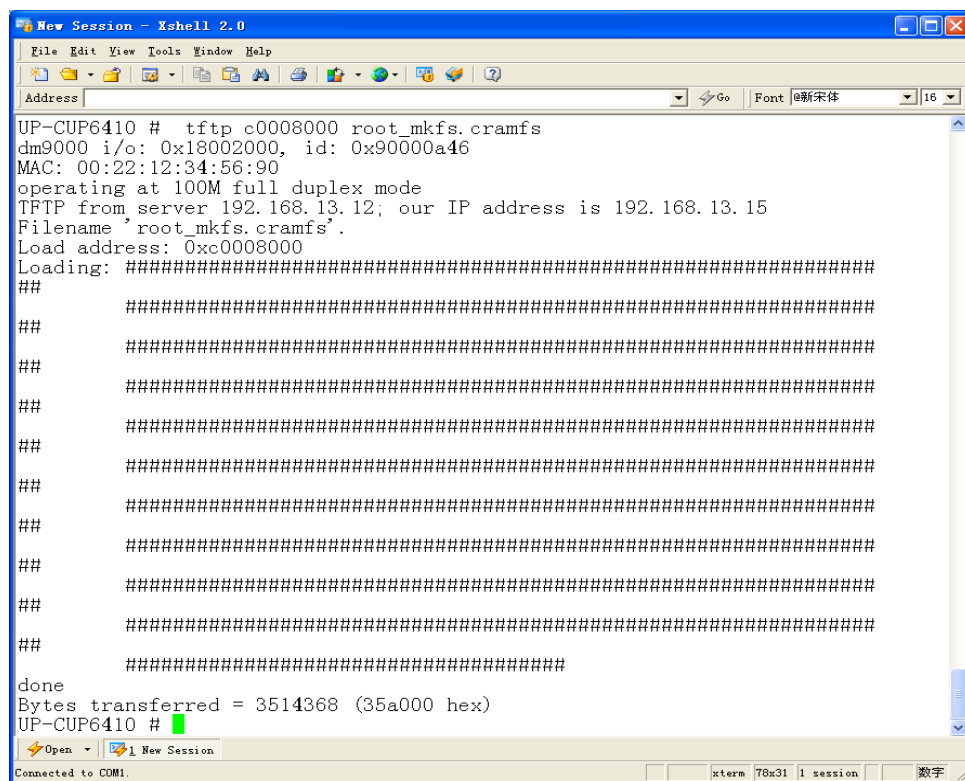 New Session - Xshell 2.0
File Edit View Tools Window Help
Address Go Font @新宋体 16
UP-CUP6410 #  tftp c0008000 root_mkfs.cramfs
dm9000 i/o: 0x18002000, id: 0x90000a46
MAC: 00:22:12:34:56:90
operating at 100M full duplex mode
TFTP from server 192.168.13.12; our IP address is 192.168.13.15
Filename 'root_mkfs.cramfs'.
Load address: 0xc0008000
Loading: ###############################################################
##
###############################################################
##
###############################################################
##
###############################################################
##
###############################################################
##
###############################################################
##
###############################################################
##
###############################################################
##
###############################################################
##
###############################################################
##
#####################################
done
Bytes transferred = 3514368 (35a000 hex)
UP-CUP6410 #
Open 1 New Session
Connected to COM1. xterm 78x31 1 session 数字